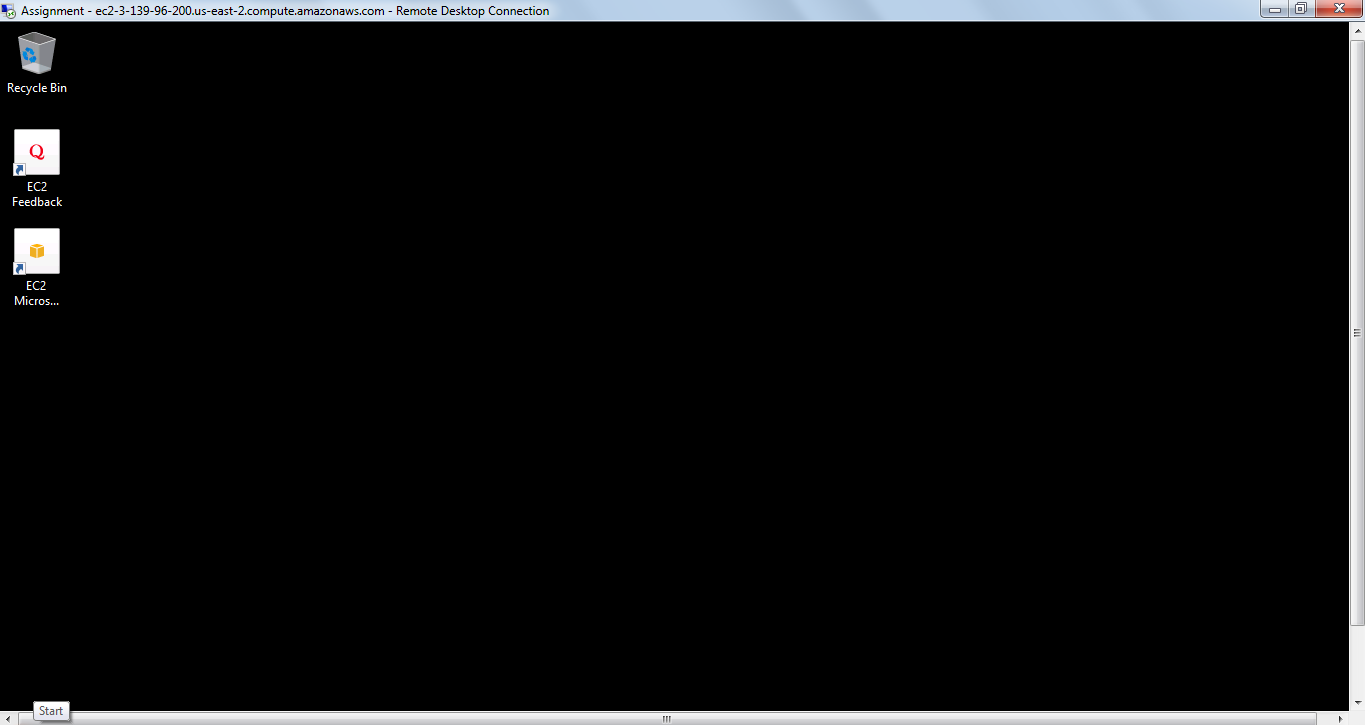 Assignment - ec2-3-139-96-200.us-east-2.compute.amazonaws.com - Remote Desktop Connection
Recycle Bin
Q
EC2
Feedback
EC2
Micros...
Start